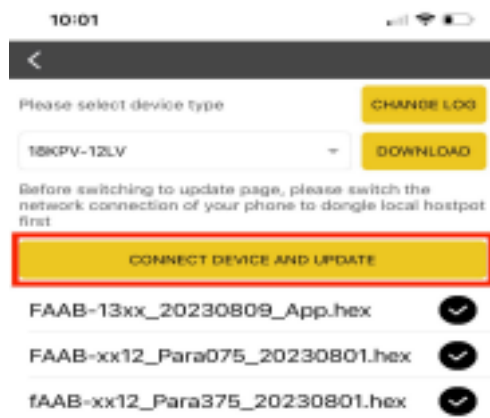 10:01
Please select device type
CHANGE LOG
18KPV-12LV
DOWNLOAD
Before switching to update page, please switch the
network connection of your phone to dongle local hostpot
first
CONNECT DEVICE AND UPDATE
FAAB-13xx_20230809_App.hex
FAAB-xx12_Para075_20230801.hex
fAAB-xx12_Para375_20230801.hex